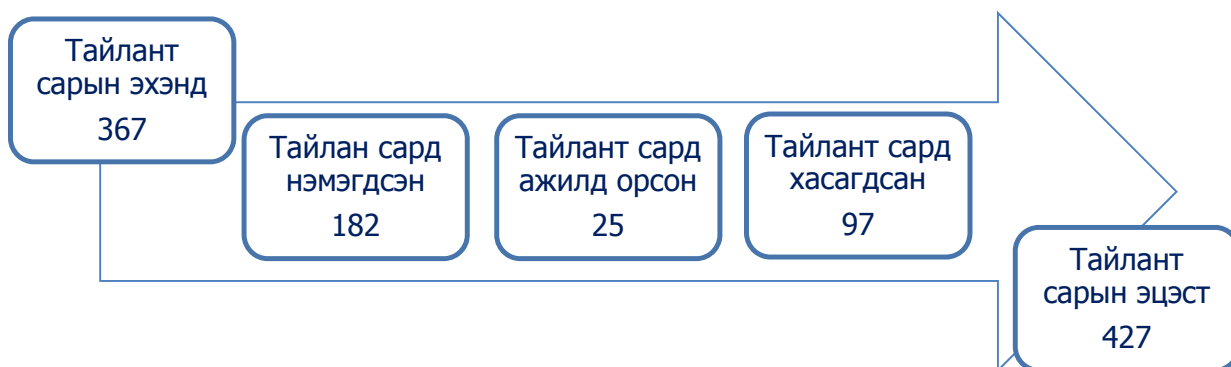 Тайлант
сарын эхэнд
367
Тайлан сард
нэмэгдсэн
182
Тайлант сард
ажилд орсон
25
Тайлант сард
хасагдсан
97
Тайлант
сарын эцэст
427